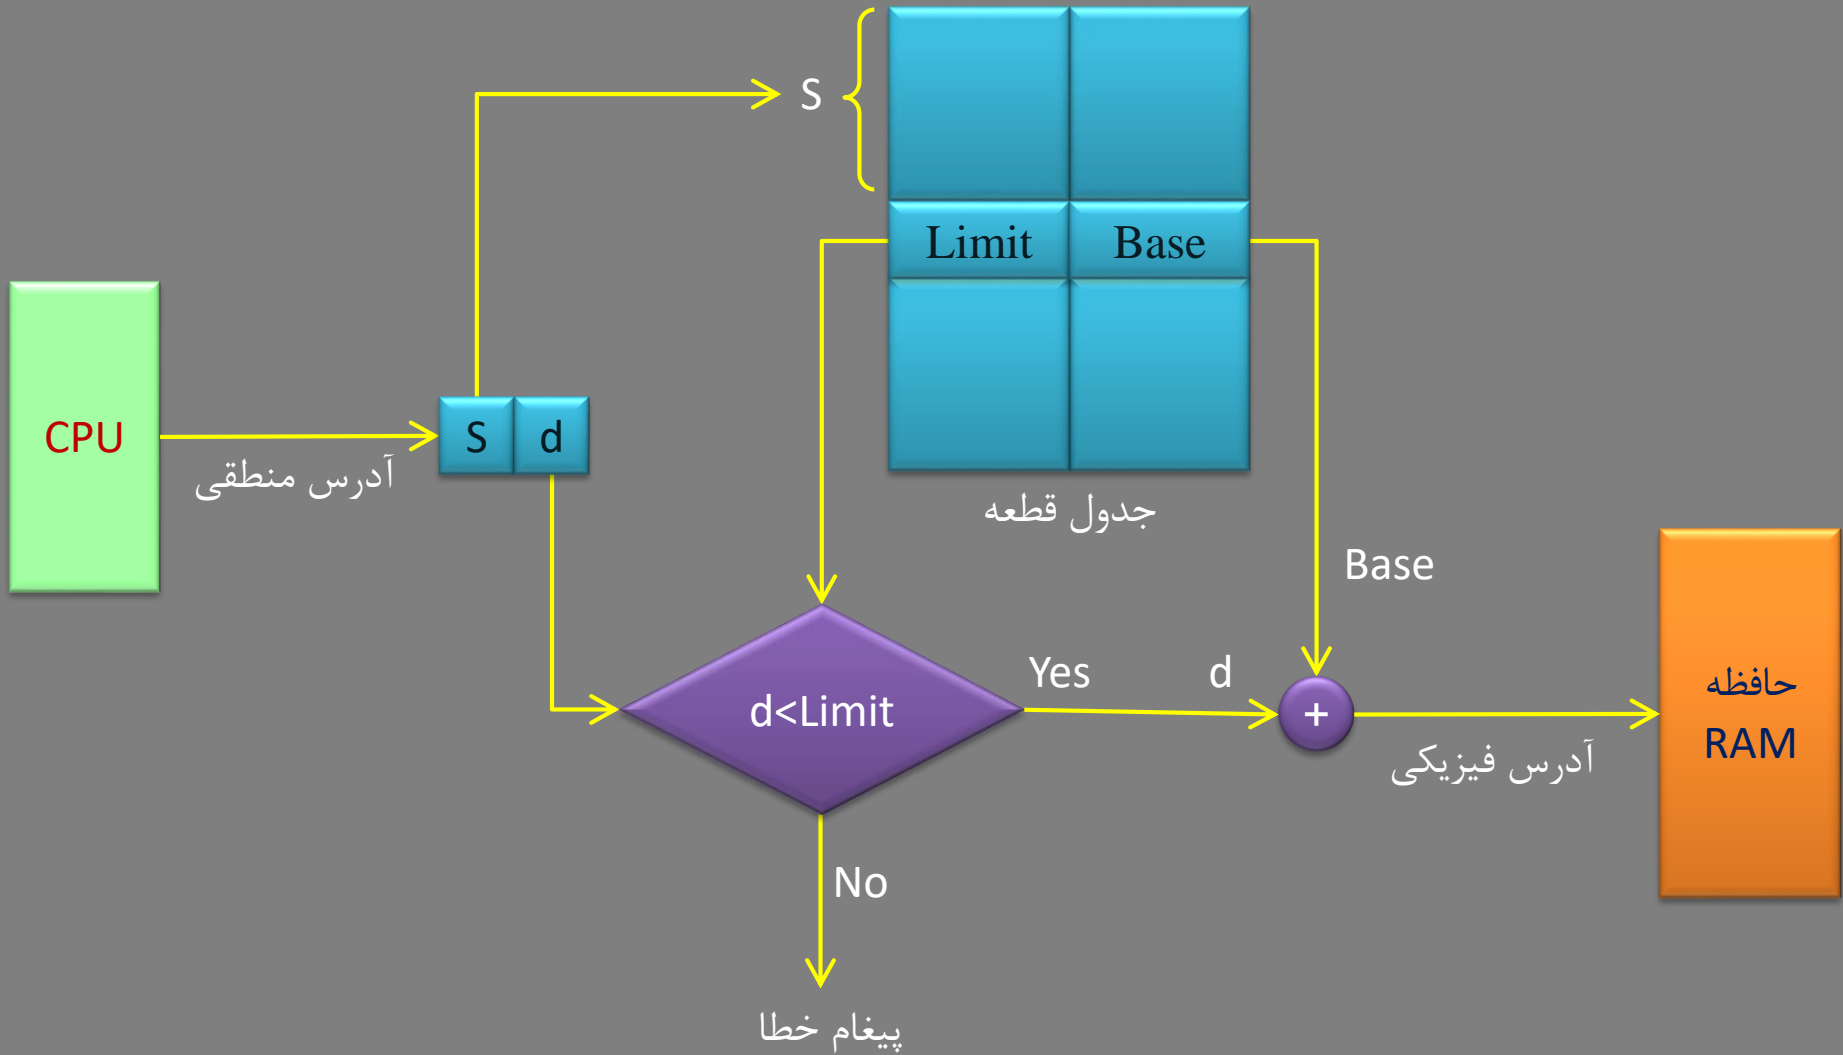 S
Limit
Base
CPU
S
d
آدرس منطقی
جدول قطعه
Base
Yes
d
d<Limit
+
حافظه
RAM
آدرس فیزیکی
No
پیغام خطا